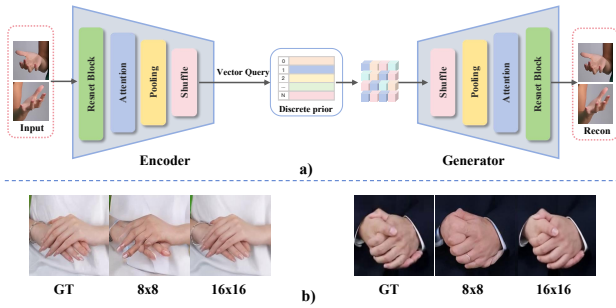 Input
Resnet Block
Attention
Pooling
Shuffle
Encoder
Vector Query
0
1
2
...
N
Discrete prior
Shuffle
Pooling
Attention
Resnet Block
Generator
Recon
a)
GT
8x8
16x16
b)
GT
8x8
16x16